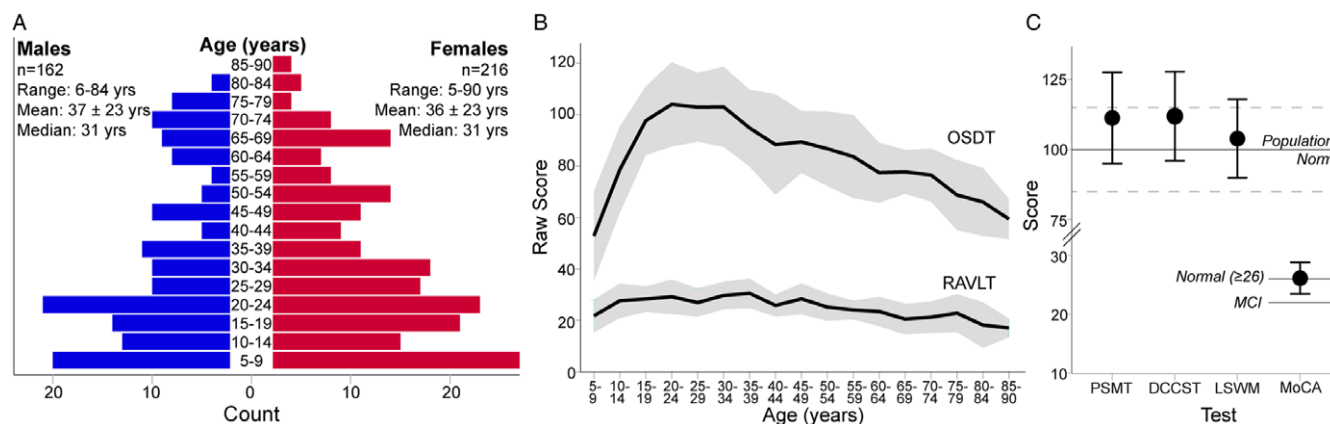 A
Males
n=162
Range: 6-84 yrs
Mean: 37 ± 23 yrs
Median: 31 yrs
Age (years)
Females
n=216
Range: 5-90 yrs
Mean: 36 ± 23 yrs
Median: 31 yrs
85-90
80-84
75-79
70-74
65-69
60-64
55-59
50-54
45-49
40-44
35-39
30-34
25-29
20-24
15-19
10-14
5-9
20 10 0 10 20
Count
B
Raw Score
120
100
80
60
40
20
0
OSDT
RAVLT
5- 10- 15- 20- 25- 30- 35- 40- 45- 50- 55- 60- 65- 70- 75- 80- 85-
9 14 19 24 29 34 39 44 49 54 59 64 69 74 79 84 90
Age (years)
C
Score
125
100
75
30
20
10
Population
Norm
Normal (≥26)
MCI
PSMT DCCST LSWM MoCA
Test